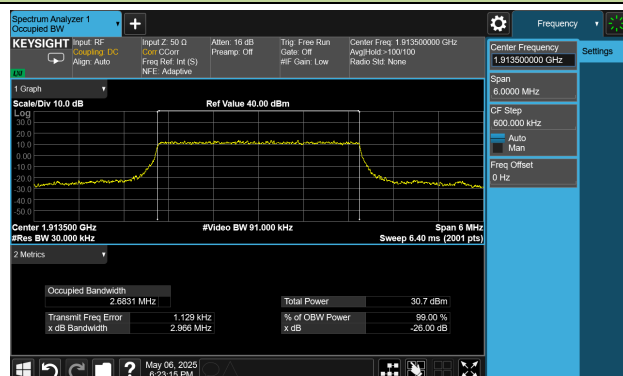 Spectrum Analyzer 1
Occupied BW
Frequency
KEYSIGHT
Input: RF
Coupling: DC
Align: Auto
Input Z: 50 Ω
Corr CCorr
Freq Ref: Int (S)
NFE: Adaptive
Atten: 16 dB
Preamp: Off
Trig: Free Run
Gate: Off
#IF Gain: Low
Center Freq: 1.913500000 GHz
Avg|Hold:>100/100
Radio Std: None
LXI
Center Frequency
1.913500000 GHz
Settings
Span
6.0000 MHz
CF Step
600.000 kHz
Auto
Man
Freq Offset
0 Hz
1 Graph
Scale/Div 10.0 dB
Ref Value 40.00 dBm
Log
30.0
20.0
10.0
0.00
-10.0
-20.0
-30.0
-40.0
-50.0
Center 1.913500 GHz
#Video BW 91.000 kHz
Span 6 MHz
#Res BW 30.000 kHz
Sweep 6.40 ms (2001 pts)
2 Metrics
Occupied Bandwidth
2.6831 MHz
Total Power 30.7 dBm
Transmit Freq Error 1.129 kHz
% of OBW Power 99.00 %
x dB Bandwidth 2.966 MHz
x dB -26.00 dB
May 06, 2025
6:23:15 PM